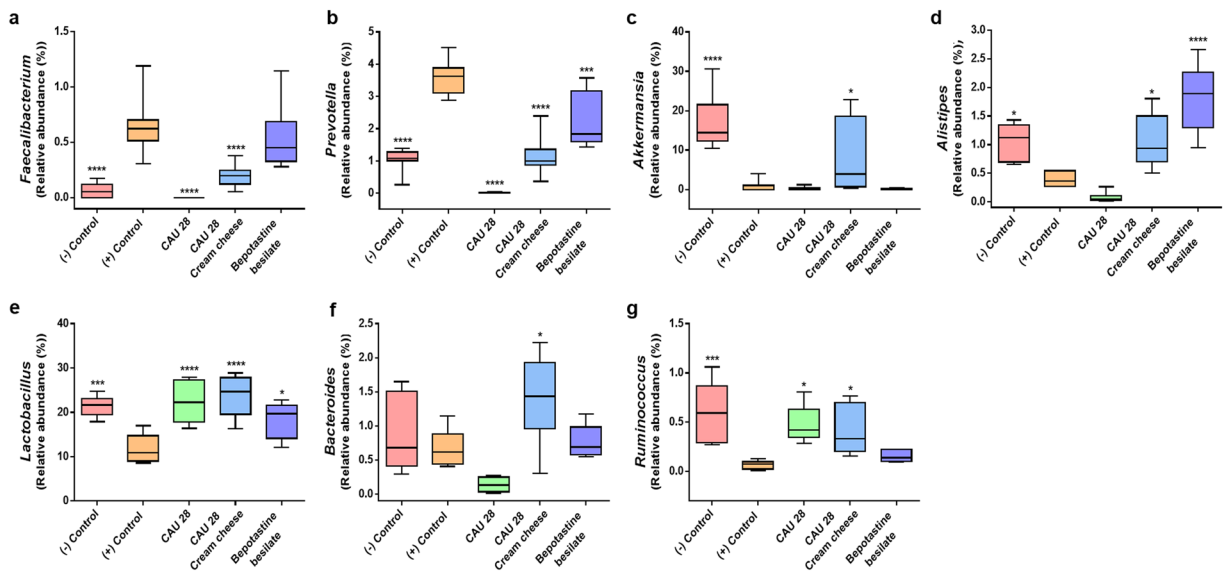 a
Faecalibacterium
(Relative abundance (%))
1.5
1.0
0.5
0.0
****
****
****
(-) Control
(+) Control
CAU 28
CAU 28
Cream cheese
Bepotastine
besilate
b
Prevotella
(Relative abundance (%))
5
4
3
2
1
0
****
****
****
***
(-) Control
(+) Control
CAU 28
CAU 28
Cream cheese
Bepotastine
besilate
c
Akkermansia
(Relative abundance (%))
40
30
20
10
0
****
*
(-) Control
(+) Control
CAU 28
CAU 28
Cream cheese
Bepotastine
besilate
d
Alistipes
(Relative abundance (%),
3.0
2.5
2.0
1.5
1.0
0.5
0.0
*
*
****
(-) Control
(+) Control
CAU 28
CAU 28
Cream cheese
Bepotastine
besilate
e
Lactobacillus
(Relative abundance (%))
40
30
20
10
0
***
****
****
*
(-) Control
(+) Control
CAU 28
CAU 28
Cream cheese
Bepotastine
besilate
f
Bacteroides
(Relative abundance (%))
2.5
2.0
1.5
1.0
0.5
0.0
*
(-) Control
(+) Control
CAU 28
CAU 28
Cream cheese
Bepotastine
besilate
g
Ruminococcus
(Relative abundance (%))
1.5
1.0
0.5
0.0
***
*
*
(-) Control
(+) Control
CAU 28
CAU 28
Cream cheese
Bepotastine
besilate